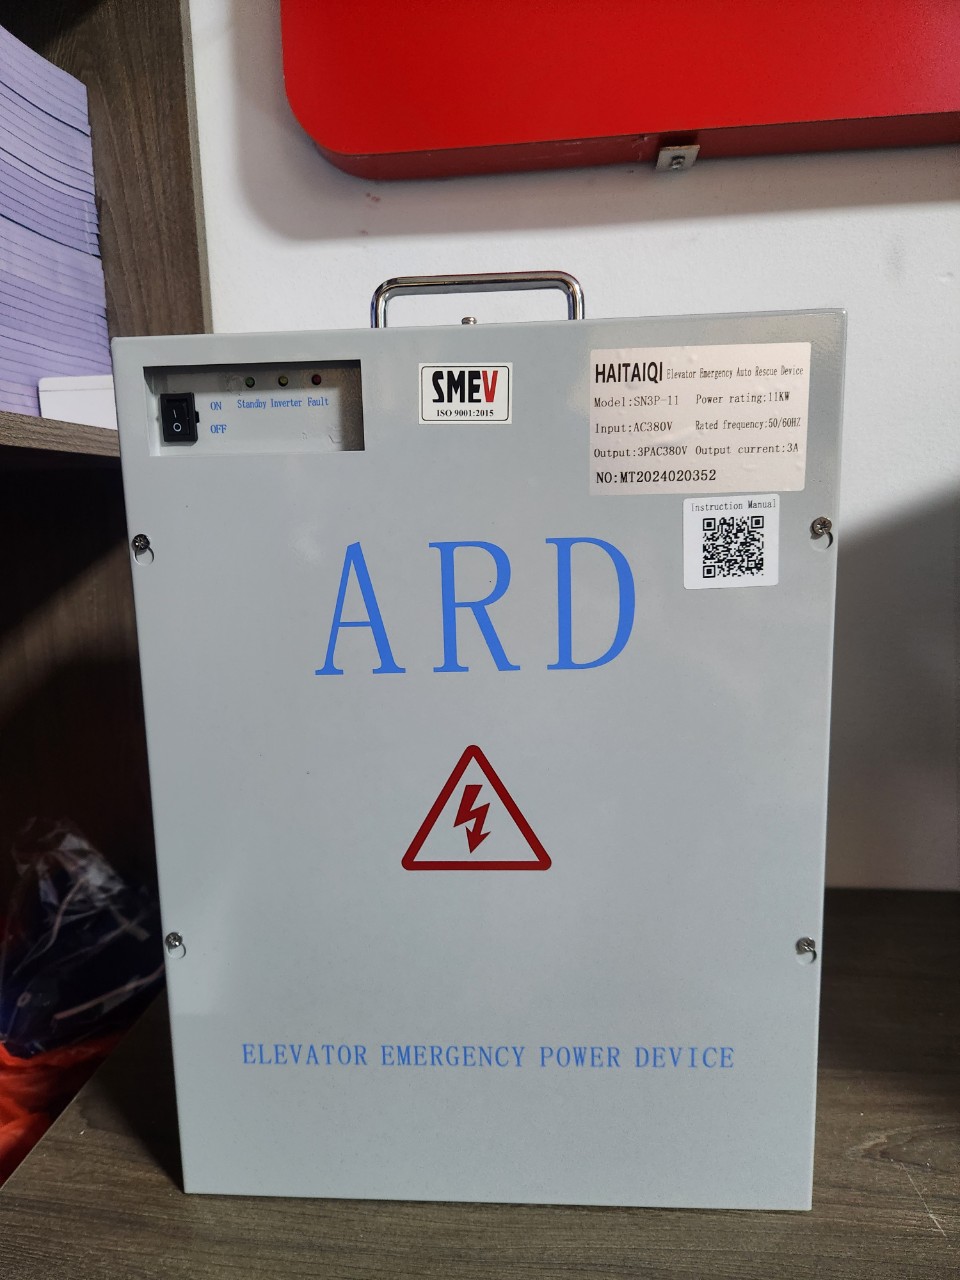 ON
OFF
Standby Inverter Fault
SMEV
ISO 9001:2015
HAITAIQI Elevator Emergency Auto Rescue Device
Model:SN3P-11 Power rating:11KW
Input:AC380V Rated frequency:50/60HZ
Output:3PAC380V Output current:3A
NO:MT2024020352
Instruction Manual
ARD
ELEVATOR EMERGENCY POWER DEVICE